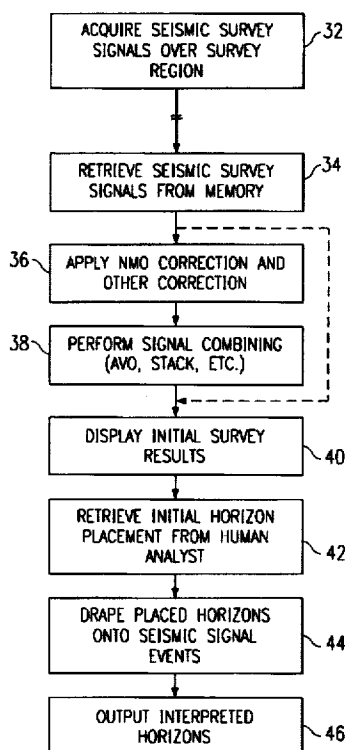 ACQUIRE SEISMIC SURVEY
SIGNALS OVER SURVEY
REGION
32
RETRIEVE SEISMIC SURVEY
SIGNALS FROM MEMORY
34
36
APPLY NMO CORRECTION AND
OTHER CORRECTION
38
PERFORM SIGNAL COMBINING
(AVO, STACK, ETC.)
DISPLAY INITIAL SURVEY
RESULTS
40
RETRIEVE INITIAL HORIZON
PLACEMENT FROM HUMAN
ANALYST
42
DRAPE PLACED HORIZONS
ONTO SEISMIC SIGNAL
EVENTS
44
OUTPUT INTERPRETED
HORIZONS
46